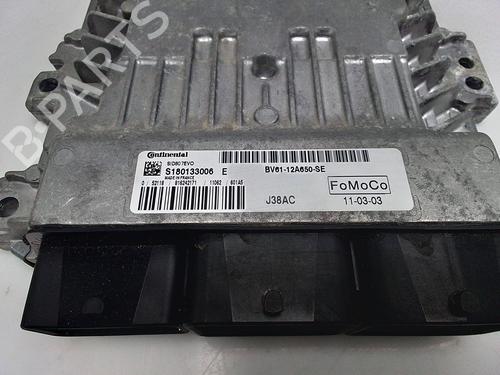 B-PARTS
Continental
SID807EVO
S180133006 E
MADE IN FRANCE
BV61-12A650-SE
J38AC
FoMoCo
11-03-03